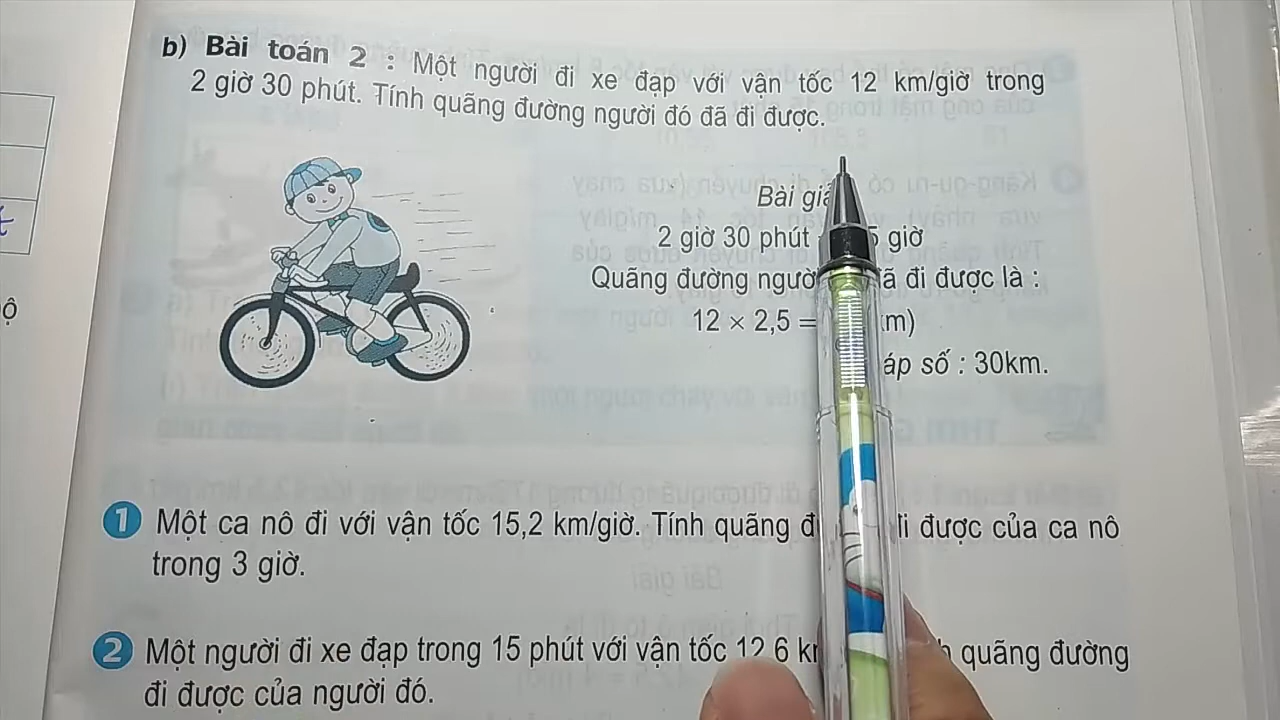 b) Bài toán 2 : Một người đi xe đạp với vận tốc 12 km/giờ trong
2 giờ 30 phút. Tính quãng đường người đó đã đi được.
Bài
2 giờ 30 phút giờ
Quãng đường đi được là :
12 × 2,5 =
số : 30km.
1 Một ca nô đi với vận tốc 15,2 km/giờ. Tính quãng được của ca nô
trong 3 giờ.
2 Một người đi xe đạp trong 15 phút với vận tốc 12,6 quãng đường
đi được của người đó.